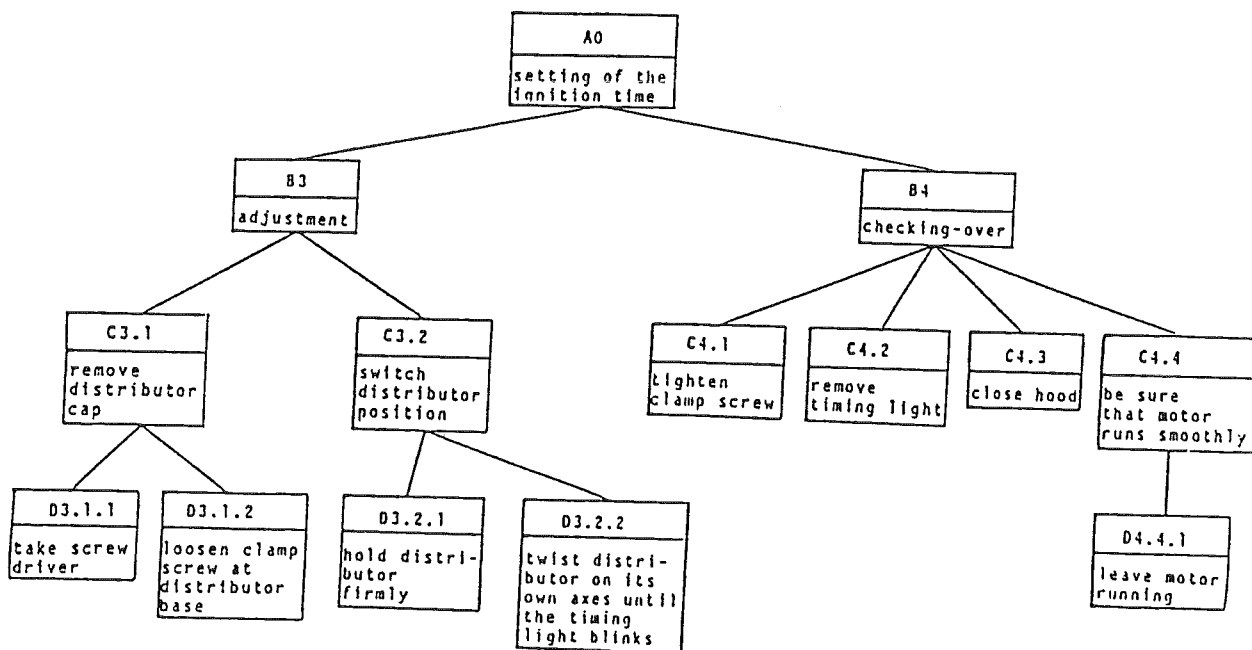 A0
setting of the
ignition time
B3
adjustment
B4
checking-over
C3.1
remove
distributor
cap
C3.2
switch
distributor
position
C4.1
tighten
clamp screw
C4.2
remove
timing light
C4.3
close hood
C4.4
be sure
that motor
runs smoothly
D3.1.1
take screw
driver
D3.1.2
loosen clamp
screw at
distributor
base
D3.2.1
hold distri-
butor
firmly
D3.2.2
twist distri-
butor on its
own axes until
the timing
light blinks
D4.4.1
leave motor
running